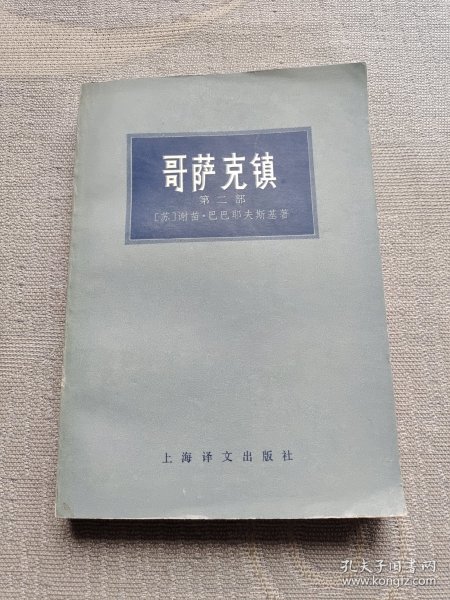 哥萨克镇
第二部
[苏]谢苗·巴巴耶夫斯基著
上海译文出版社
孔夫子旧书网
www.kongfz.com